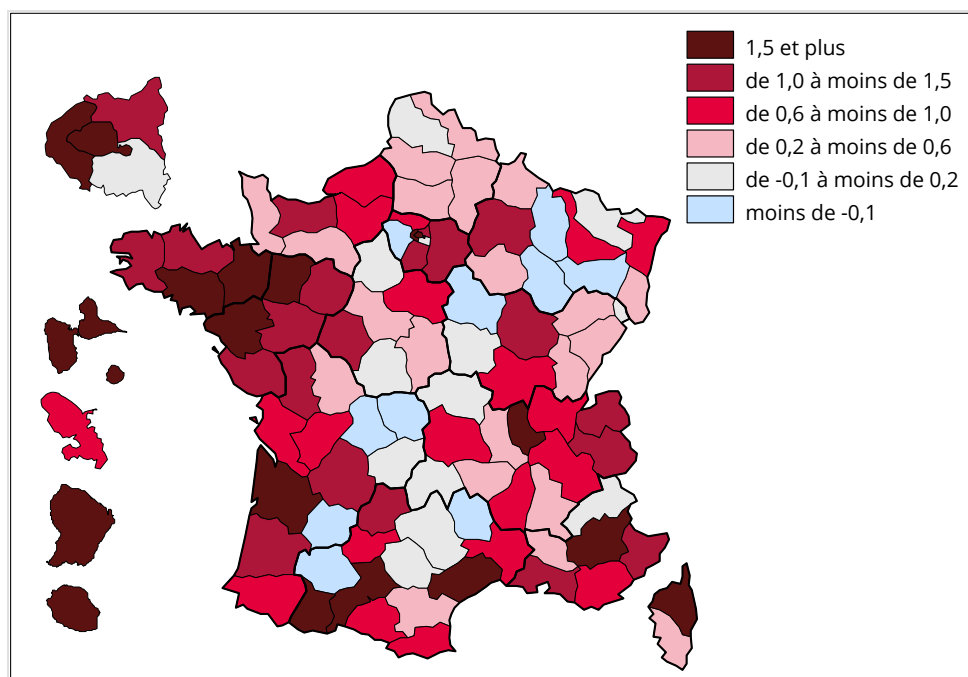 1,5 et plus
de 1,0 à moins de 1,5
de 0,6 à moins de 1,0
de 0,2 à moins de 0,6
de -0,1 à moins de 0,2
moins de -0,1